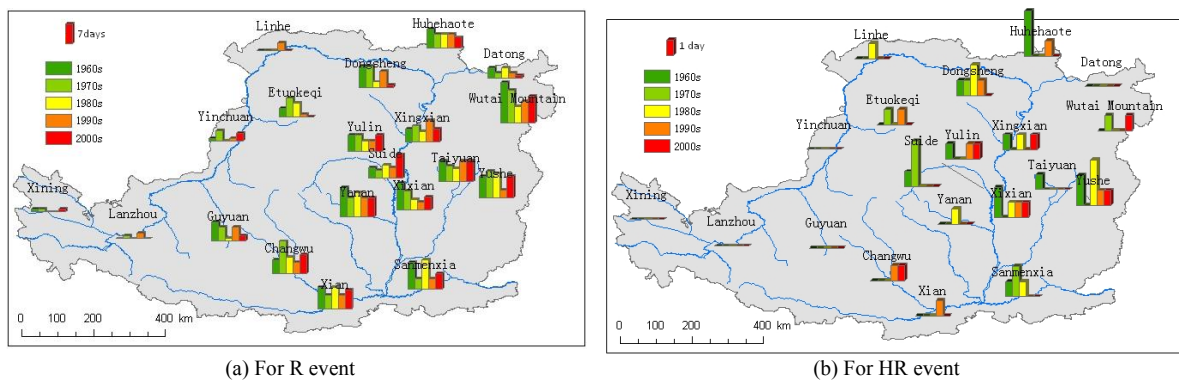 7days
1960s
1970s
1980s
1990s
2000s
Linhe
Huhehaote
Datong
Dongsheng
Wutai Mountain
Etuokeqi
Yinchuan
Xingxian
Yulin
Suide
Taiyuan
Yushe
Xining
Yanan
Xixian
Lanzhou
Guyuan
Changwu
Sanmenxia
Xian
0 100 200 400 km
(a) For R event
1 day
1960s
1970s
1980s
1990s
2000s
Linhe
Huhehaote
Datong
Dongsheng
Etuokeqi
Wutai Mountain
Yinchuan
Xingxian
Suide
Yulin
Taiyuan
Yushe
Xining
Xixian
Yanan
Lanzhou
Guyuan
Changwu
Sanmenxia
Xian
0 100 200 400 km
(b) For HR event